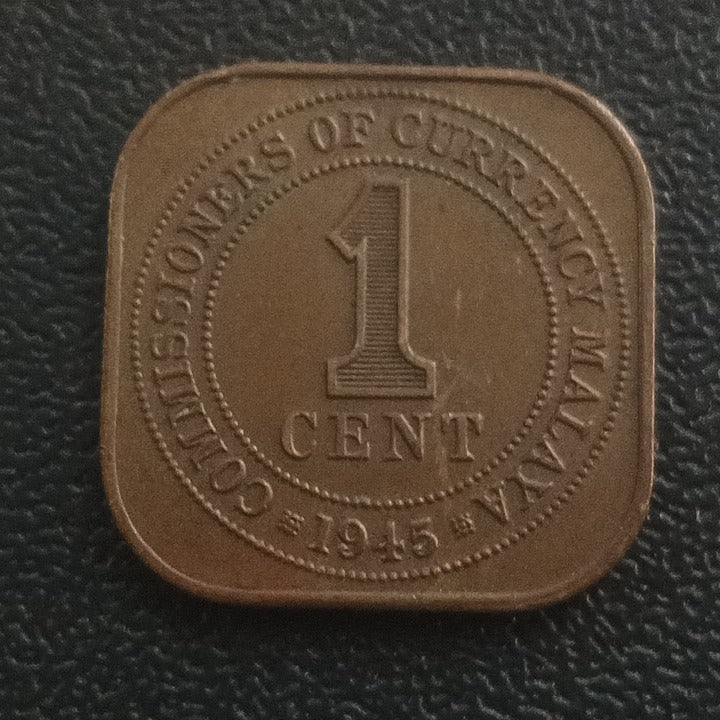 COMMISSIONERS OF CURRENCY MALAYA
1
CENT
1945